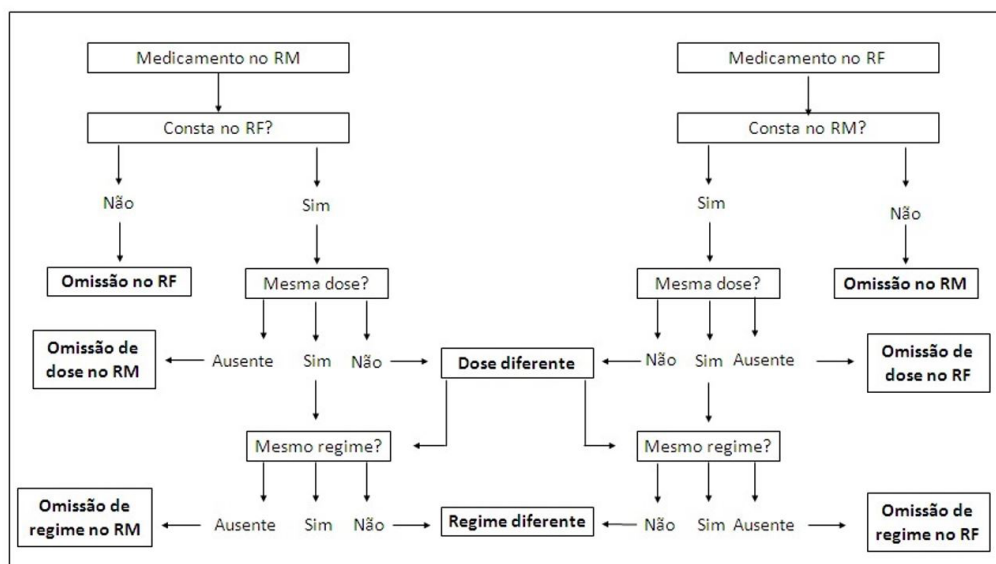 Medicamento no RM
Medicamento no RF
Consta no RF?
Consta no RM?
Não
Sim
Sim
Não
Omissão no RF
Mesma dose?
Mesma dose?
Omissão no RM
Omissão de
dose no RM
Ausente
Sim
Não
Dose diferente
Não
Sim
Ausente
Omissão de
dose no RF
Mesmo regime?
Mesmo regime?
Omissão de
regime no RM
Ausente
Sim
Não
Regime diferente
Não
Sim
Ausente
Omissão de
regime no RF